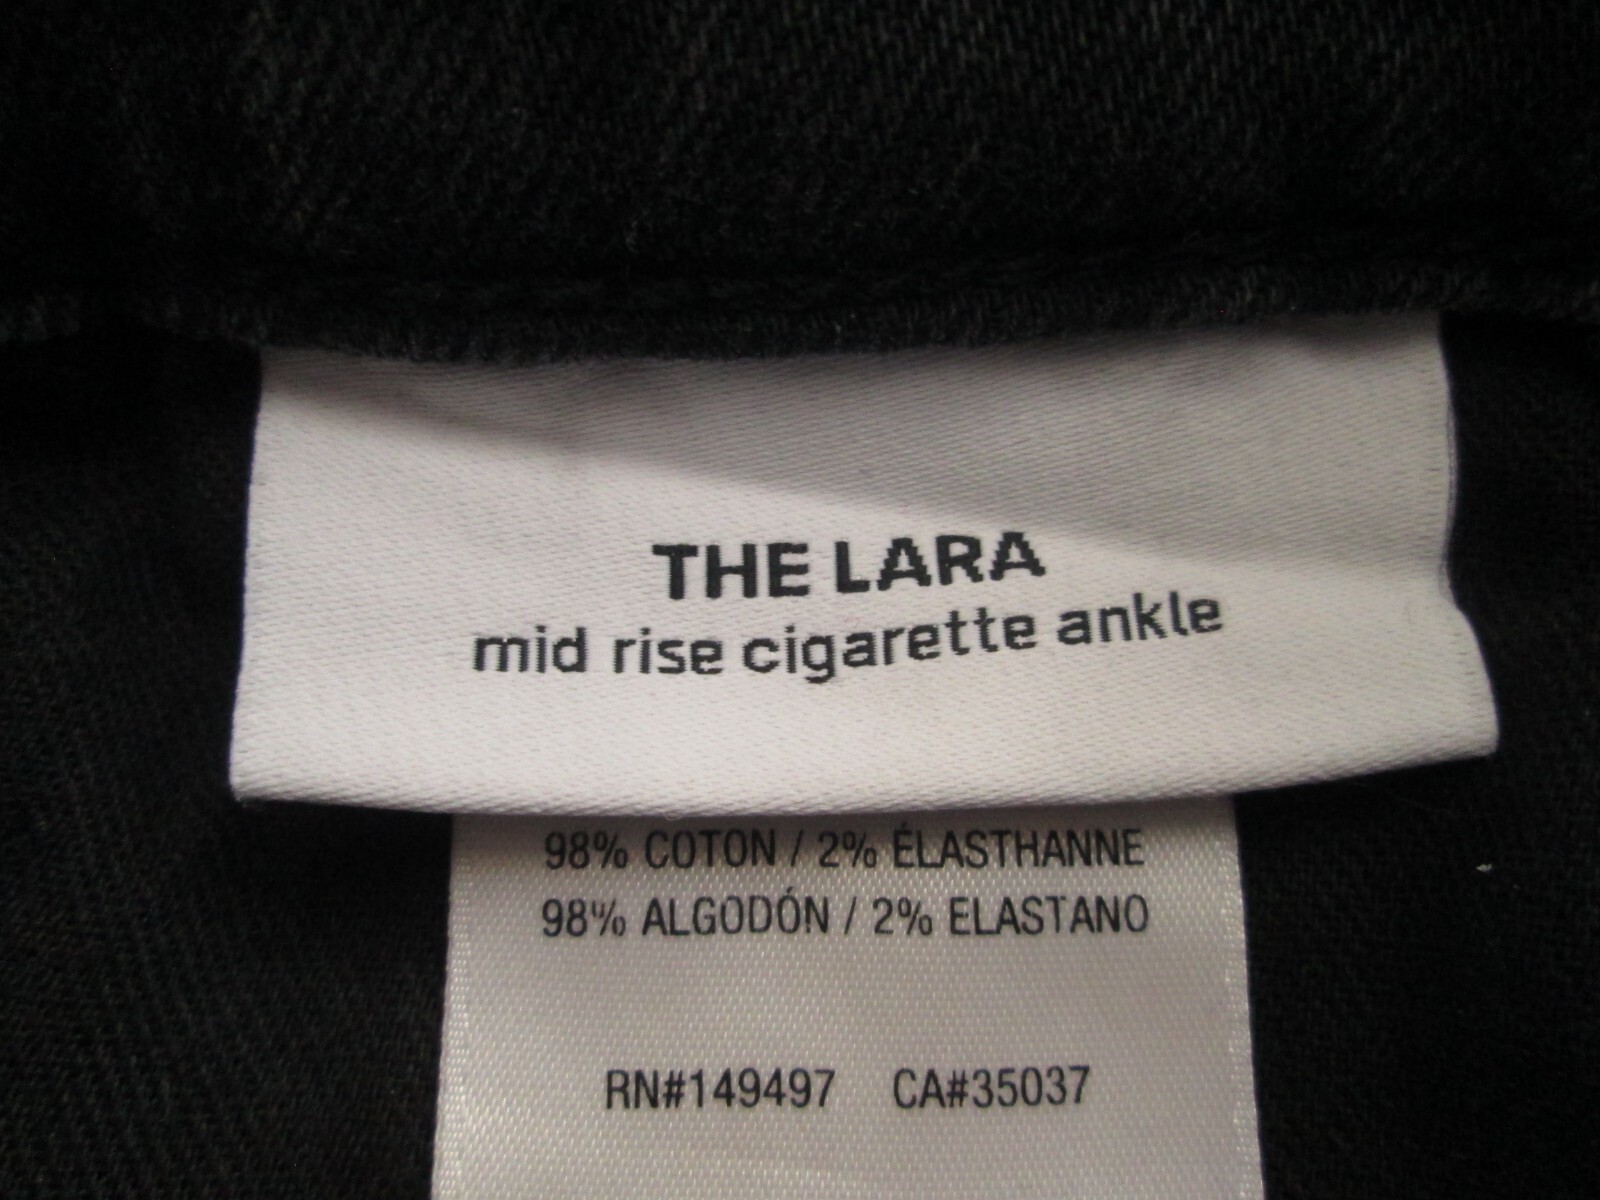 THE LARA
mid rise cigarette ankle
98% COTON / 2% ÉLASTHANNE
98% ALGODÓN / 2% ELASTANO
RN#149497 CA#35037